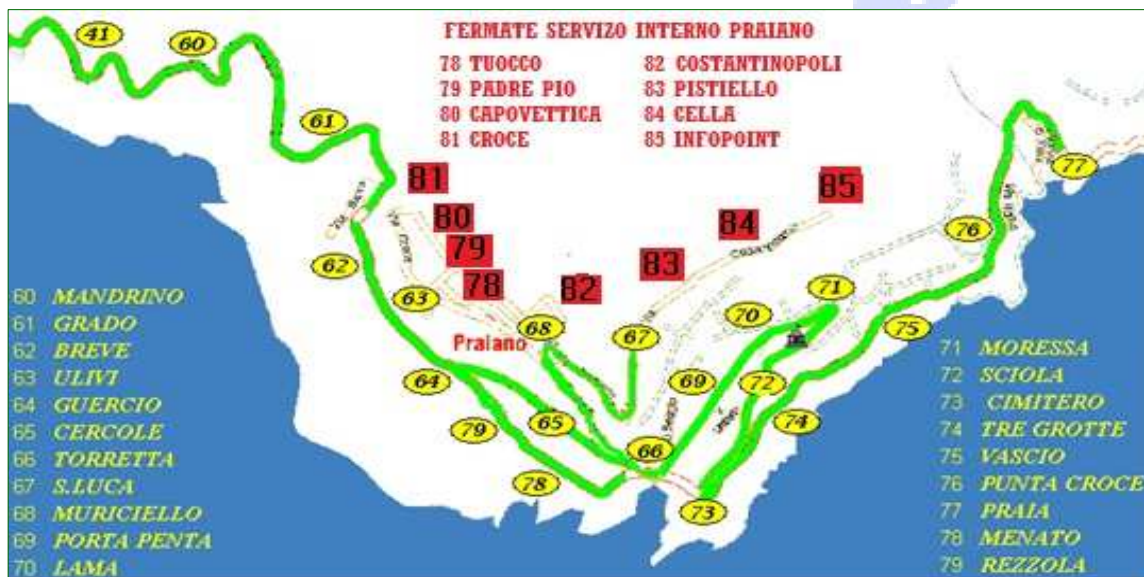 FERMATE SERVIZO INTERNO PRAIANO
78 TUOCCO
79 PADRE PIO
80 CAPOVETTICA
81 CROCE
82 COSTANTINOPOLI
83 PISTIELLO
84 CELLA
85 INFOPOINT
41
60
61
81
80
79
78
82
83
84
85
77
76
62
63
68
67
70
71
75
Praiano
64
69
72
79
65
66
74
78
73
60 MANDRINO
61 GRADO
62 BREVE
63 ULIVI
64 GUERCIO
65 CERCOLE
66 TORRETTA
67 S.LUCA
68 MURICIELLO
69 PORTA PENTA
70 LAMA
71 MORESSA
72 SCIOLA
73 CIMITERO
74 TRE GROTTE
75 VASCIO
76 PUNTA CROCE
77 PRAIA
78 MENATO
79 REZZOLA